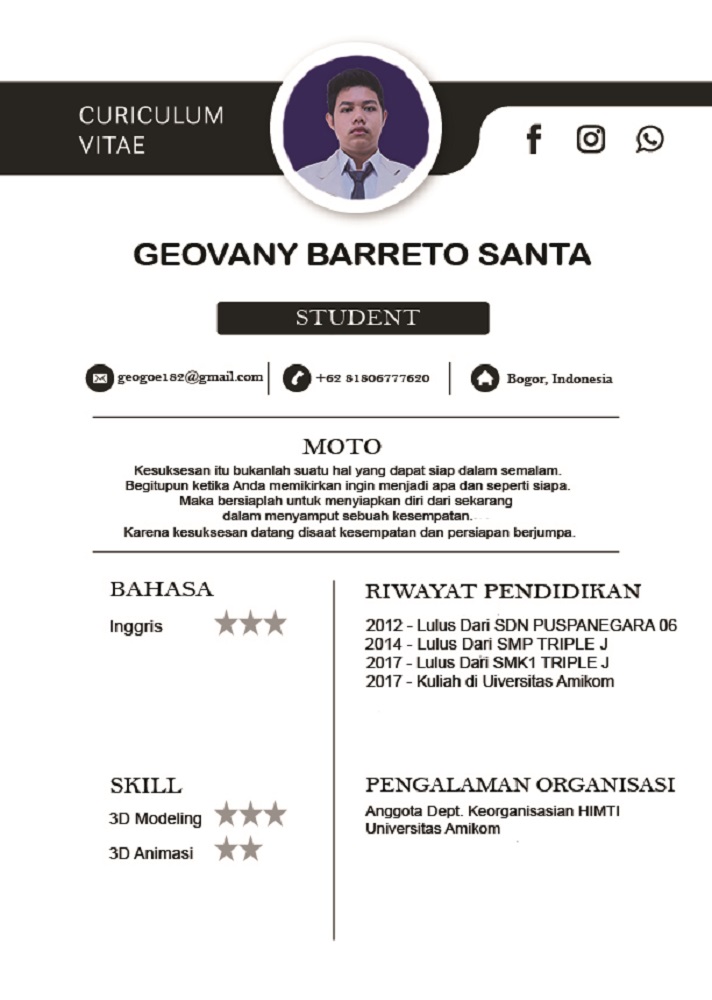 CURICULUM
VITAE
GEOVANY BARRETO SANTA
STUDENT
geogoe182@gmail.com
+62 81806777620
Bogor, Indonesia
MOTO
Kesuksesan itu bukanlah suatu hal yang dapat siap dalam semalam.
Begitupun ketika Anda memikirkan ingin menjadi apa dan seperti siapa.
Maka bersiaplah untuk menyiapkan diri dari sekarang
dalam menyamput sebuah kesempatan.
Karena kesuksesan datang disaat kesempatan dan persiapan berjumpa.
BAHASA
Inggris
RIWAYAT PENDIDIKAN
2012 - Lulus Dari SDN PUSPANEGARA 06
2014 - Lulus Dari SMP TRIPLE J
2017 - Lulus Dari SMK1 TRIPLE J
2017 - Kuliah di Uiversitas Amikom
SKILL
3D Modeling
3D Animasi
PENGALAMAN ORGANISASI
Anggota Dept. Keorganisasian HIMTI
Universitas Amikom